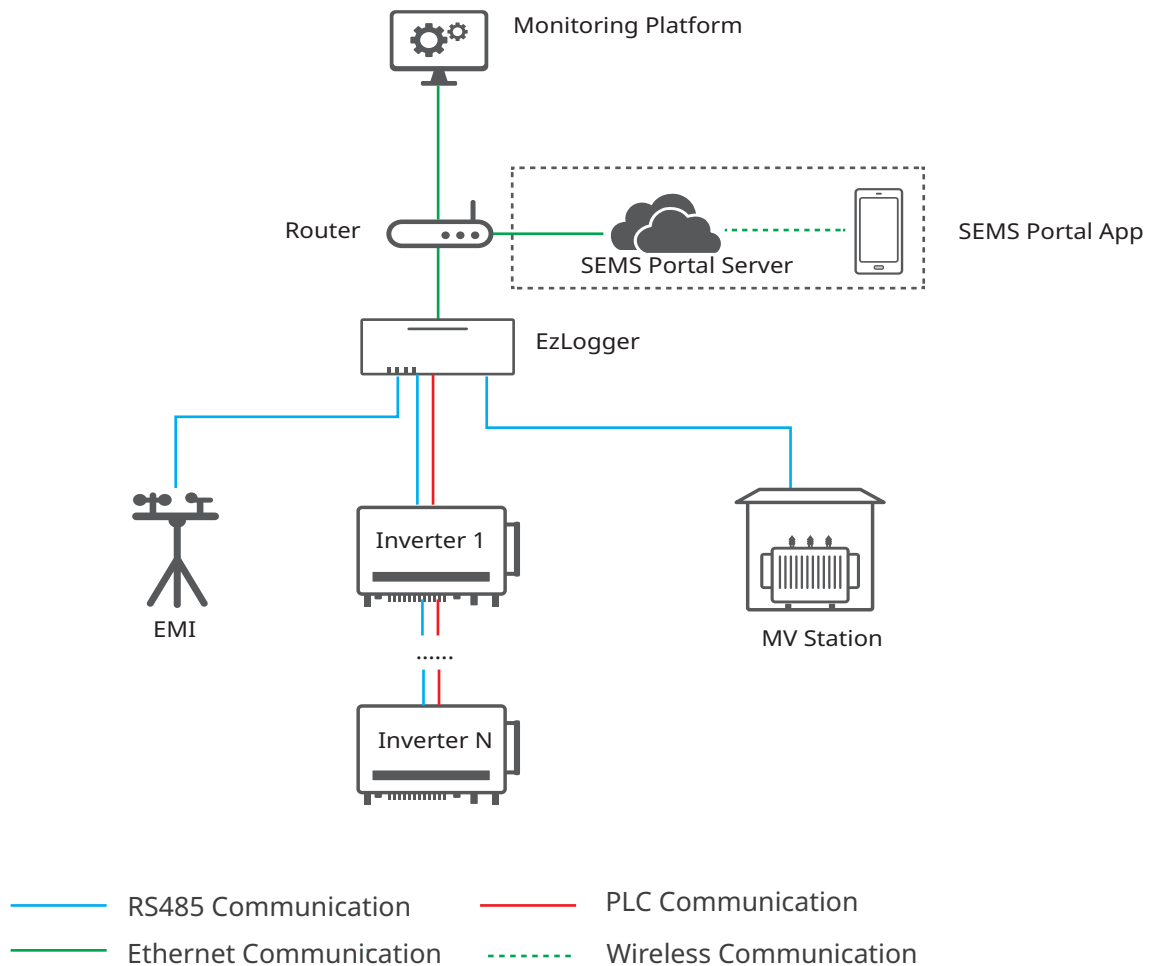 Monitoring Platform
Router
SEMS Portal Server
SEMS Portal App
EzLogger
Inverter 1
EMI
MV Station
......
Inverter N
RS485 Communication
PLC Communication
Ethernet Communication
Wireless Communication